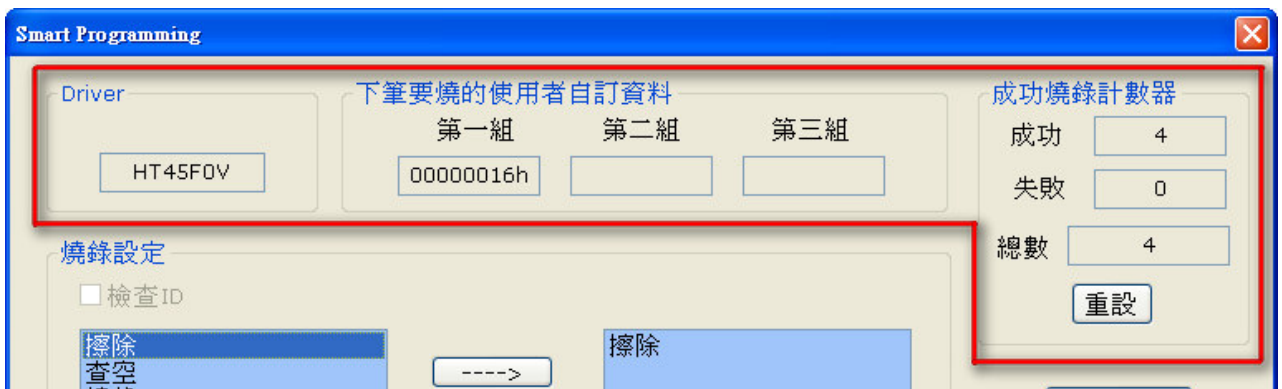 Smart Programming
Driver
HT45F0V
下筆要燒的使用者自訂資料
第一組 第二組 第三組
00000016h
成功燒錄計數器
成功 4
失敗 0
總數 4
重設
燒錄設定
檢查ID
擦除
查空
---->
擦除